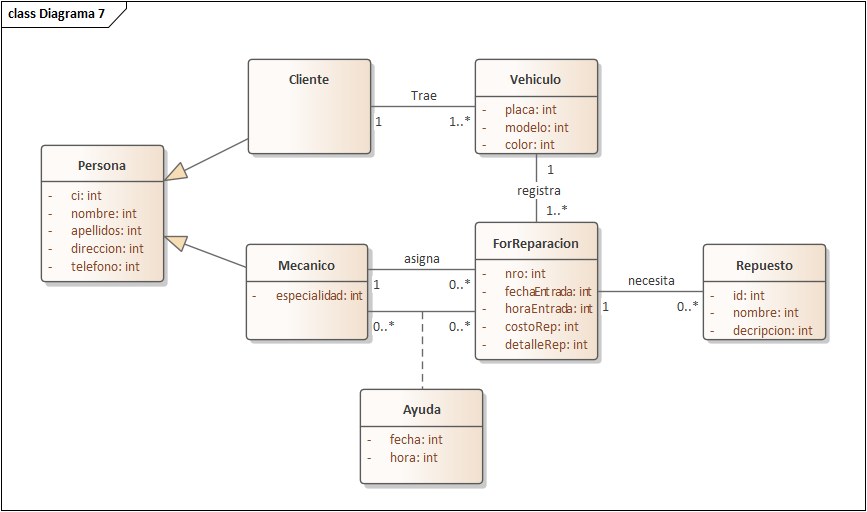 class Diagrama 7
Cliente
Trae
1
1..*
Vehiculo
- placa: int
- modelo: int
- color: int
Persona
- ci: int
- nombre: int
- apellidos: int
- direccion: int
- telefono: int
1
registra
1..*
Mecanico
- especialidad: int
asigna
1
0..*
0..*
0..*
ForReparacion
- nro: int
- fechaEntrada: int
- horaEntrada: int
- costoRep: int
- detalleRep: int
necesita
1
0..*
Repuesto
- id: int
- nombre: int
- decripcion: int
Ayuda
- fecha: int
- hora: int